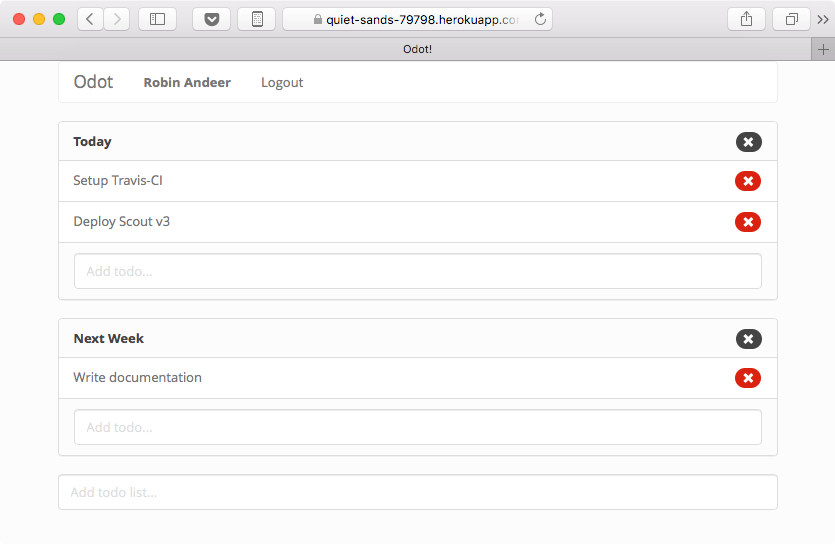 quiet-sands-79798.herokuapp.co
Odot!
Odot Robin Andeer Logout
Today
Setup Travis-CI
Deploy Scout v3
Add todo...
Next Week
Write documentation
Add todo...
Add todo list...